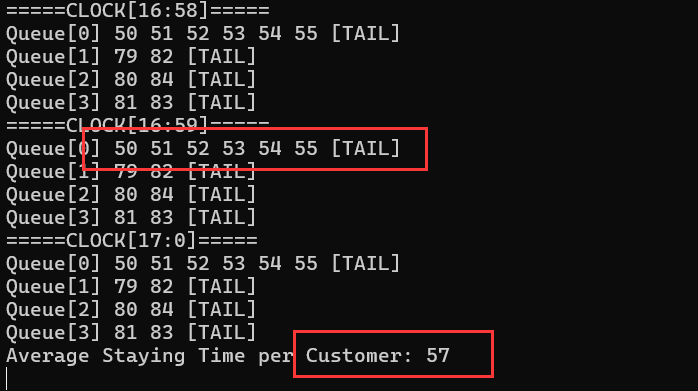 =====CLOCK[16:58]=====
Queue[0] 50 51 52 53 54 55 [TAIL]
Queue[1] 79 82 [TAIL]
Queue[2] 80 84 [TAIL]
Queue[3] 81 83 [TAIL]
=====CLOCK[16:59]=====
Queue[0] 50 51 52 53 54 55 [TAIL]
Queue[1] 79 82 [TAIL]
Queue[2] 80 84 [TAIL]
Queue[3] 81 83 [TAIL]
=====CLOCK[17:0]=====
Queue[0] 50 51 52 53 54 55 [TAIL]
Queue[1] 79 82 [TAIL]
Queue[2] 80 84 [TAIL]
Queue[3] 81 83 [TAIL]
Average Staying Time per Customer: 57